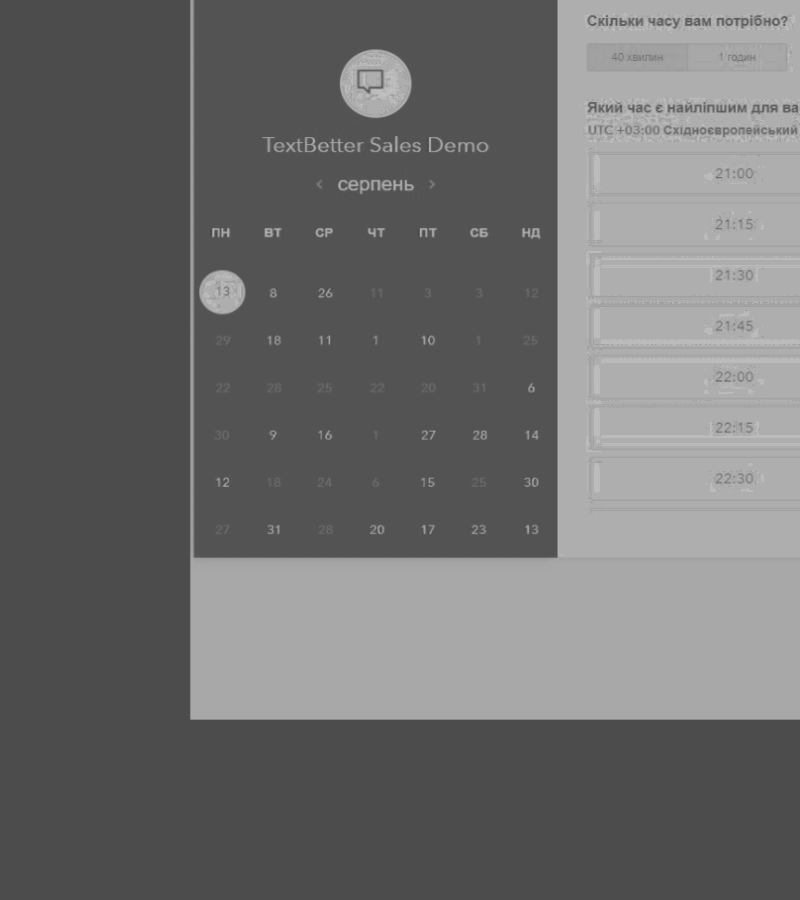 TextBetter Sales Demo
серпень
ПН ВТ СР ЧТ ПТ СБ НД
13 8 26 11 3 3 12
29 18 11 1 10 1 25
22 28 25 22 20 31 6
30 9 16 1 27 28 14
12 18 24 6 15 25 30
27 31 28 20 17 23 13
Скільки часу вам потрібно?
40 хвилин 1 годин
Який час є найліпшим для ва
UTC +03:00 Східноєвропейський
21:00
21:15
21:30
21:45
22:00
22:15
22:30